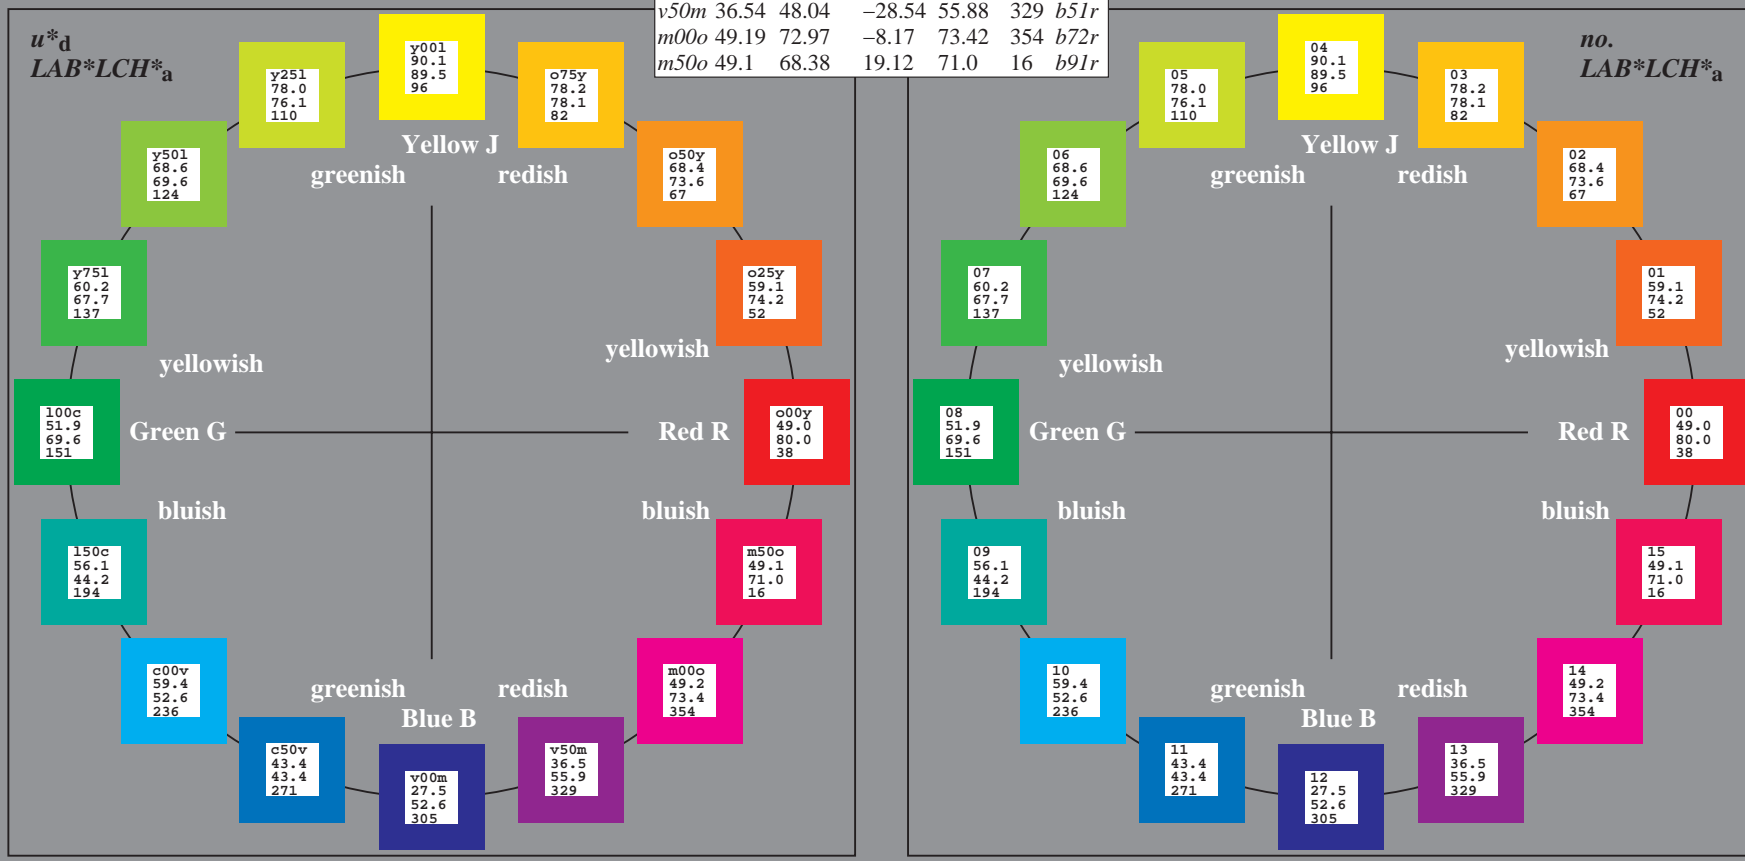 v50m 36.54 48.04 −28.54 55.88 329 b51r
m00o 49.19 72.97 −8.17 73.42 354 b72r
m50o 49.1 68.38 19.12 71.0 16 b91r
u*d
LAB*LCH*a
y00l
90.1
89.5
96
y25l
78.0
76.1
110
o75y
78.2
78.1
82
Yellow J
greenish redish
y50l
68.6
69.6
124
o50y
68.4
73.6
67
y75l
60.2
67.7
137
o25y
59.1
74.2
52
yellowish
yellowish
l00c
51.9
69.6
151
Green G
Red R
o00y
49.0
80.0
38
bluish
bluish
l50c
56.1
44.2
194
m50o
49.1
71.0
16
c00v
59.4
52.6
236
m00o
49.2
73.4
354
greenish redish
Blue B
c50v
43.4
43.4
271
v00m
27.5
52.6
305
v50m
36.5
55.9
329
no.
LAB*LCH*a
04
90.1
89.5
96
05
78.0
76.1
110
03
78.2
78.1
82
Yellow J
greenish redish
06
68.6
69.6
124
02
68.4
73.6
67
07
60.2
67.7
137
01
59.1
74.2
52
yellowish
yellowish
08
51.9
69.6
151
Green G
Red R
00
49.0
80.0
38
bluish
bluish
09
56.1
44.2
194
15
49.1
71.0
16
10
59.4
52.6
236
14
49.2
73.4
354
greenish redish
Blue B
11
43.4
43.4
271
12
27.5
52.6
305
13
36.5
55.9
329